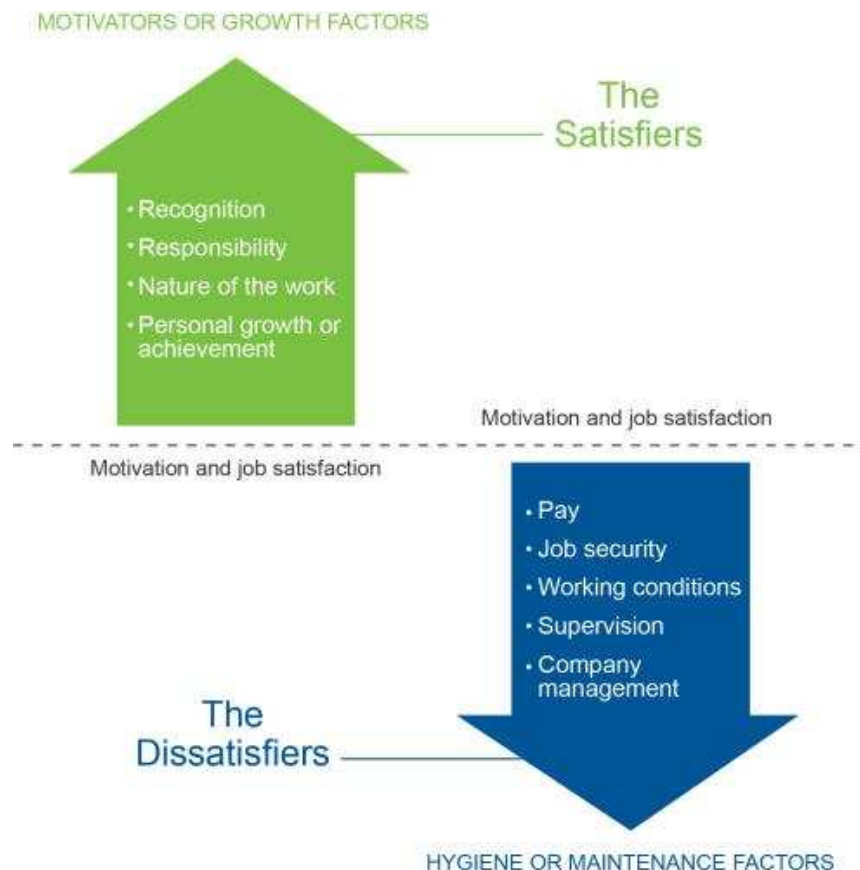 MOTIVATORS OR GROWTH FACTORS
The
Satisfiers
• Recognition
• Responsibility
• Nature of the work
• Personal growth or
achievement
Motivation and job satisfaction
Motivation and job satisfaction
• Pay
• Job security
• Working conditions
• Supervision
• Company
management
The
Dissatisfiers
HYGIENE OR MAINTENANCE FACTORS